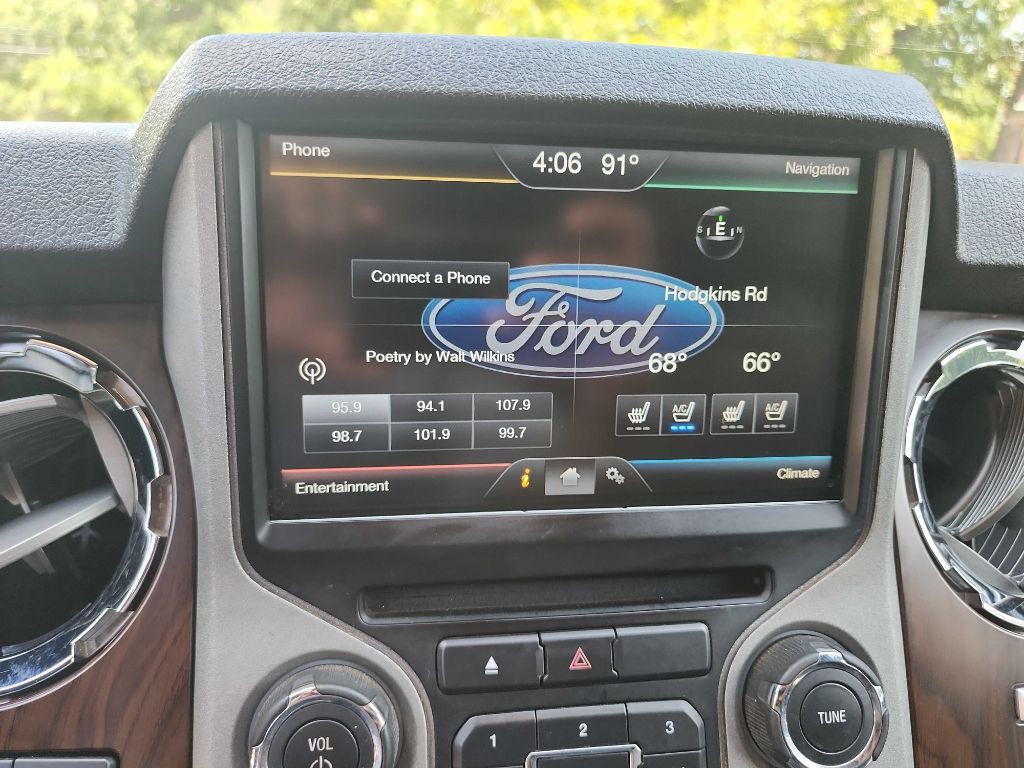 Phone
4:06 91°
Navigation
S E N
Connect a Phone
Hodgkins Rd
Ford
Poetry by Walt Wilkins
68° 66°
95.9 94.1 107.9
98.7 101.9 99.7
A/C A/C
Entertainment
i
Climate
1 2 3
VOL
TUNE